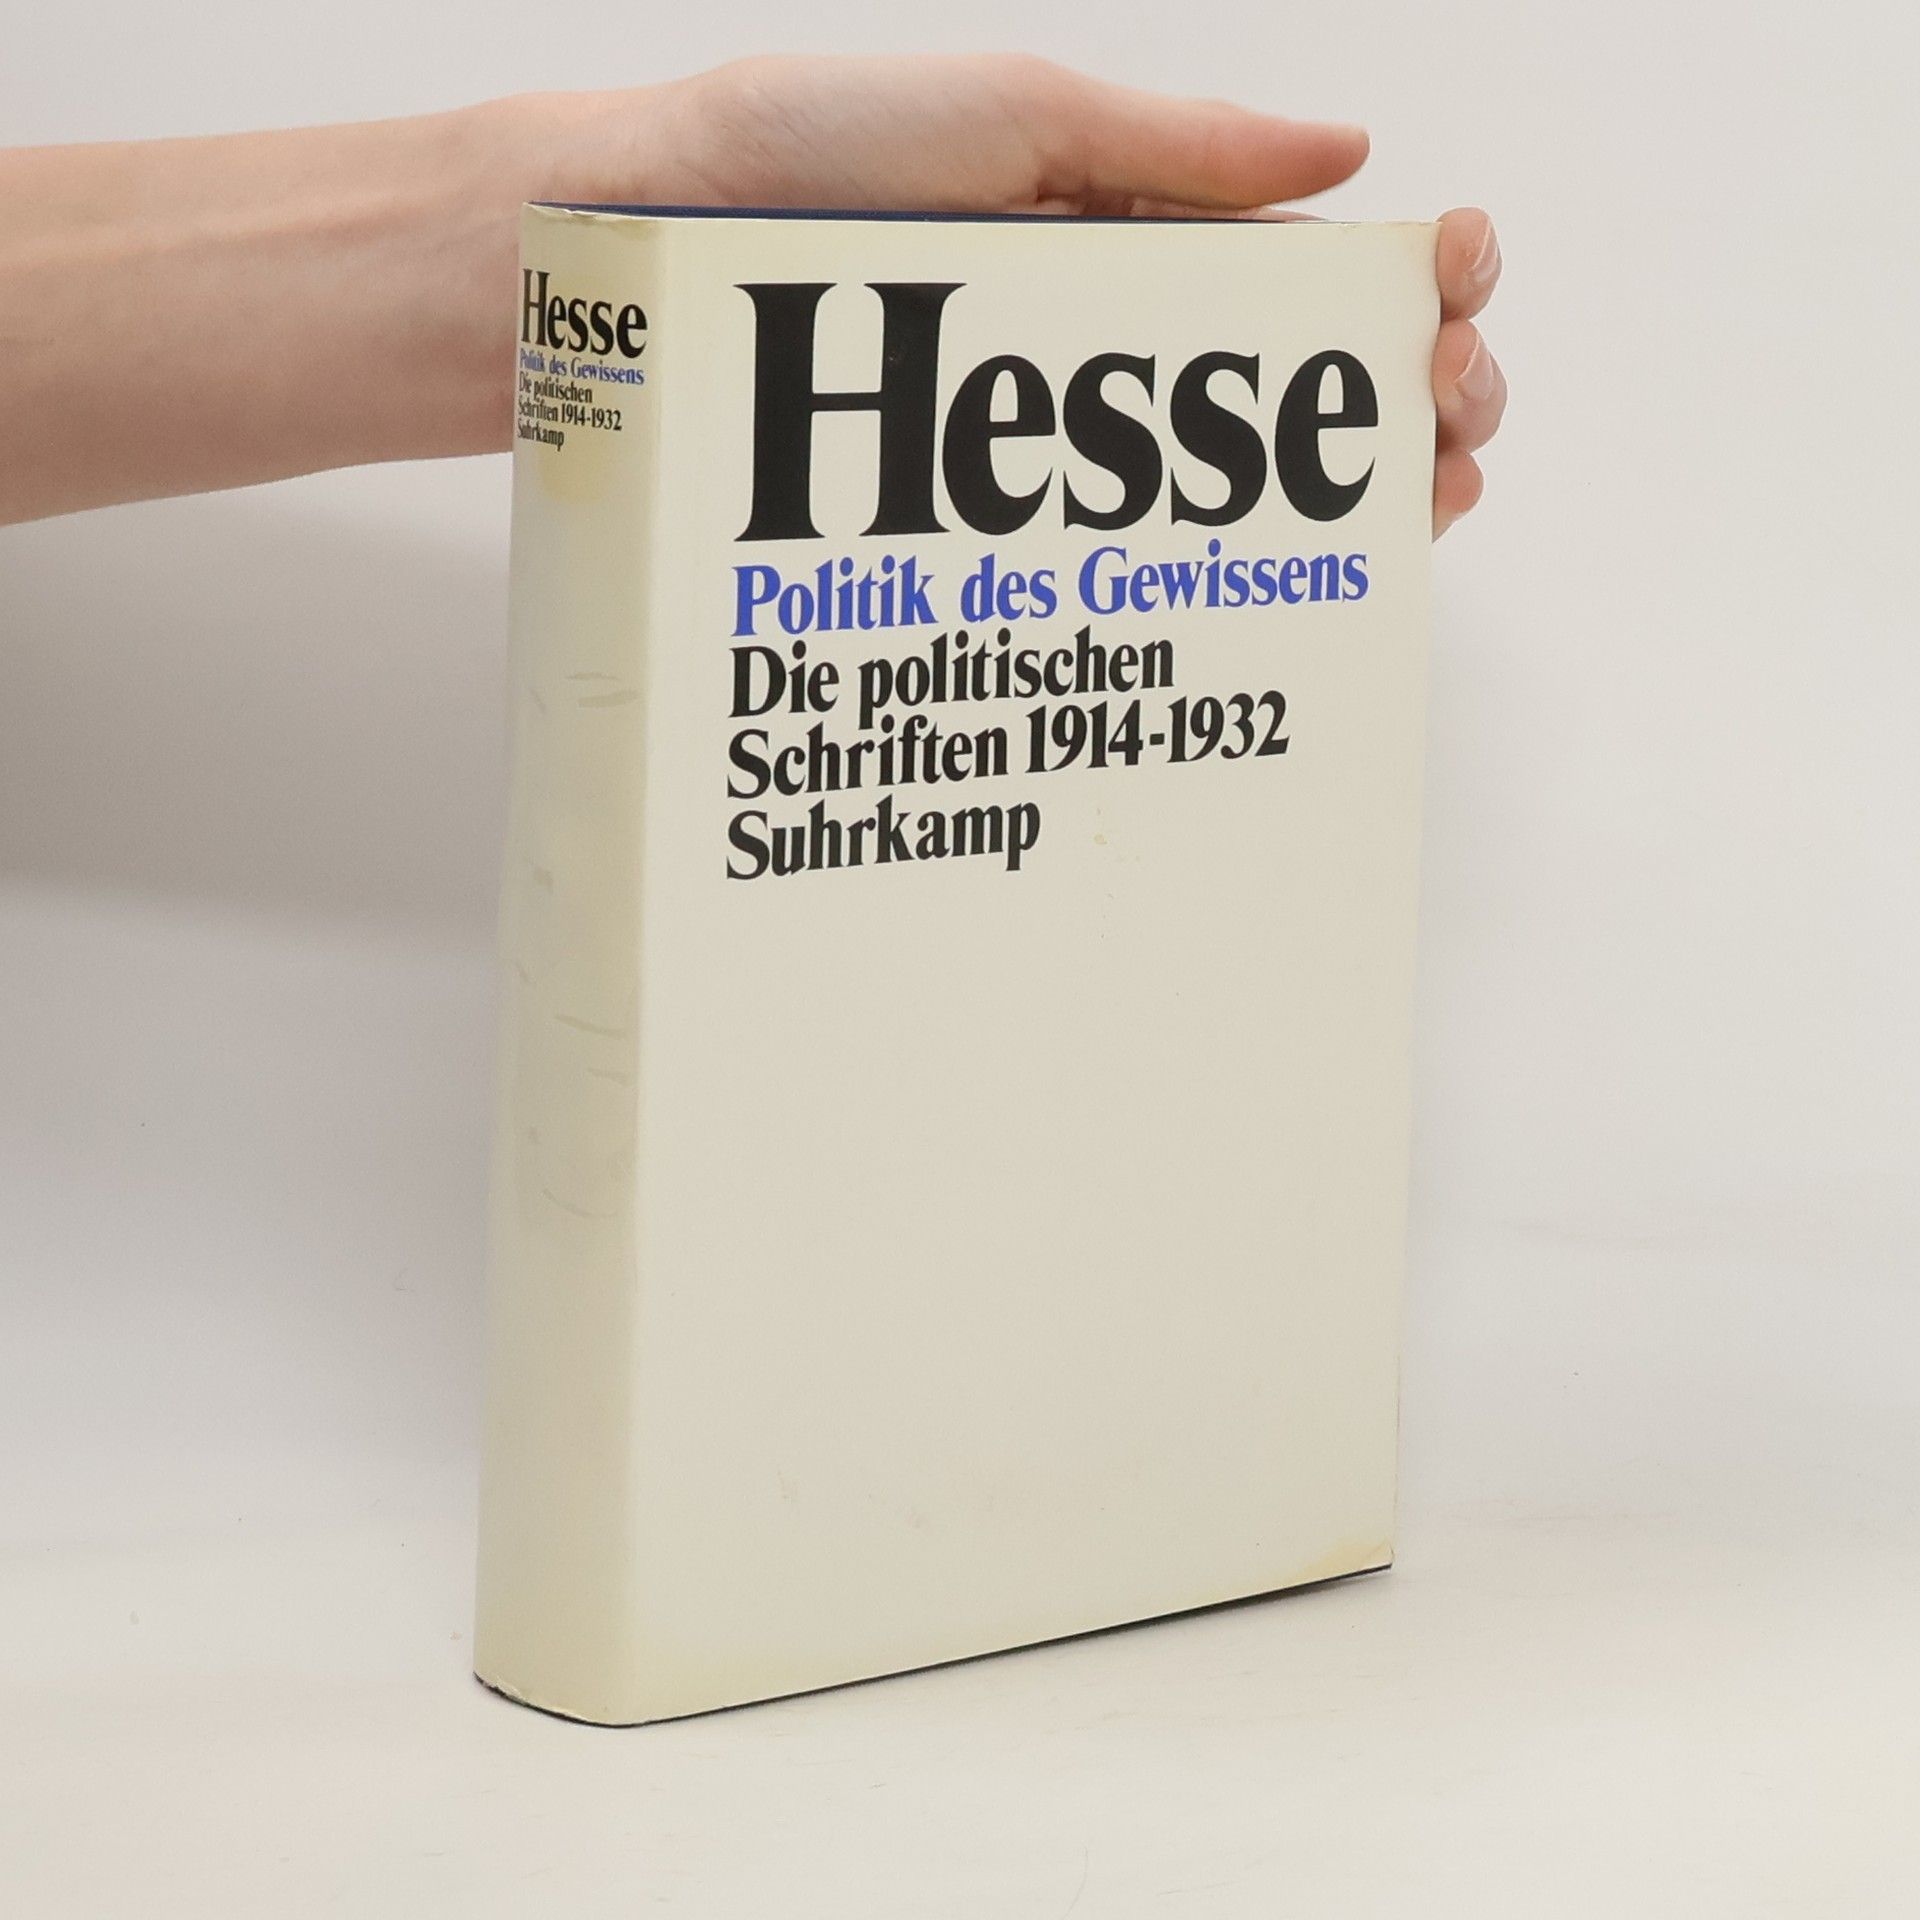 Hesse
Politik des Gewissens
Die politischen
Schriften 1914-1932
Suhrkamp
Hesse
Politik des Gewissens
Die politischen
Schriften 1914-1932
Suhrkamp